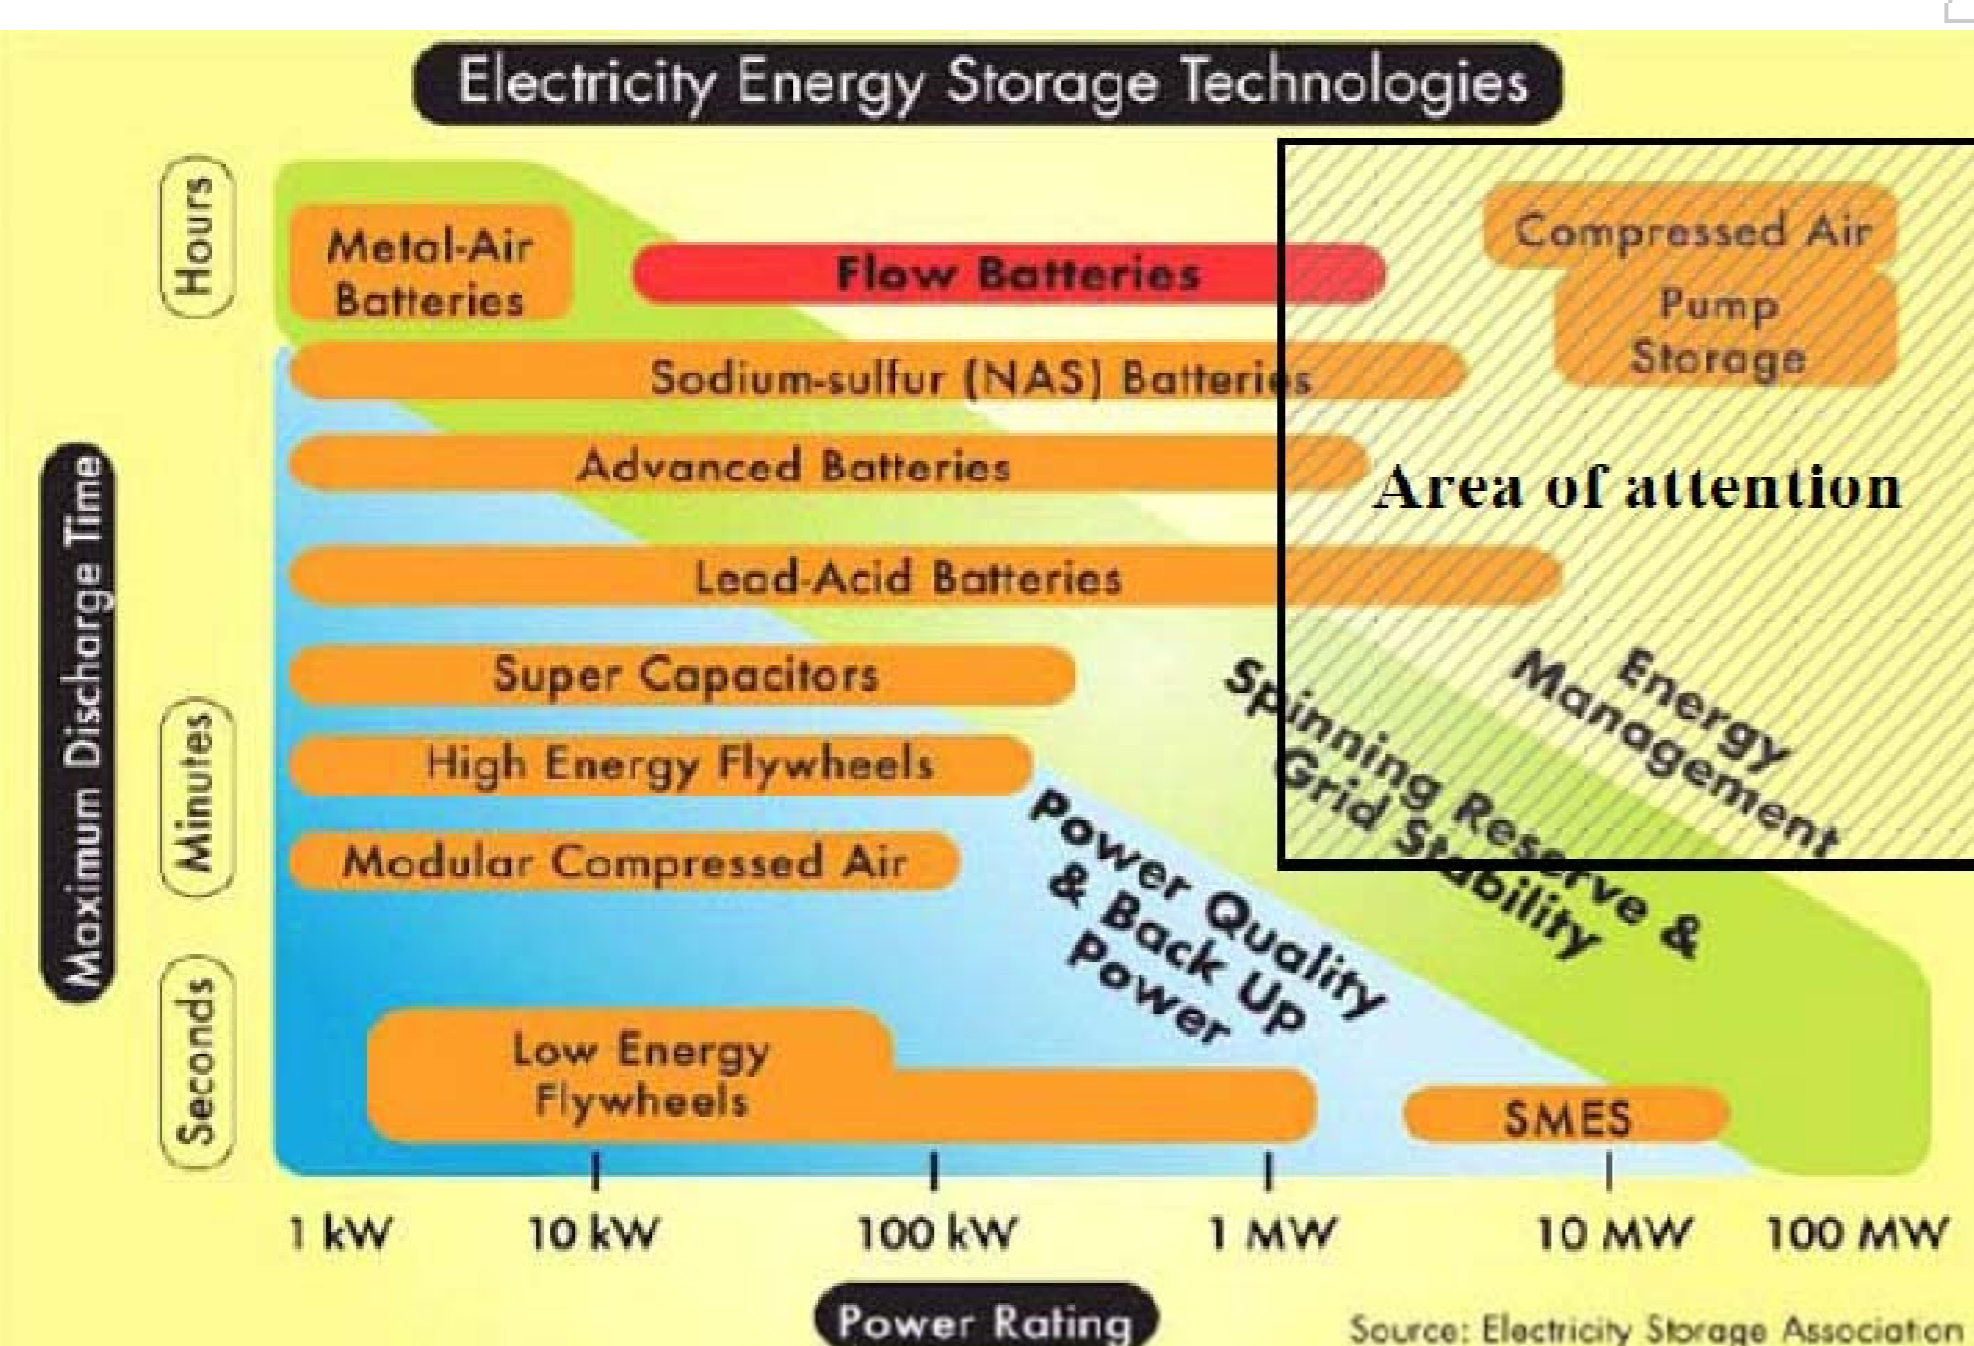 Electricity Energy Storage Technologies
Hours
Metal-Air
Batteries
Flow Batteries
Compressed Air
Pump
Storage
Sodium-sulfur (NAS) Batteries
Advanced Batteries
Area of attention
Maximum Discharge Time
Lead-Acid Batteries
Super Capacitors
Energy
Management
Spinning Reserve &
Grid Stability
Minutes
High Energy Flywheels
Modular Compressed Air
Power Quality
& Back Up
Power
Seconds
Low Energy
Flywheels
SMES
1 kW 10 kW 100 kW 1 MW 10 MW 100 MW
Power Rating
Source: Electricity Storage Association